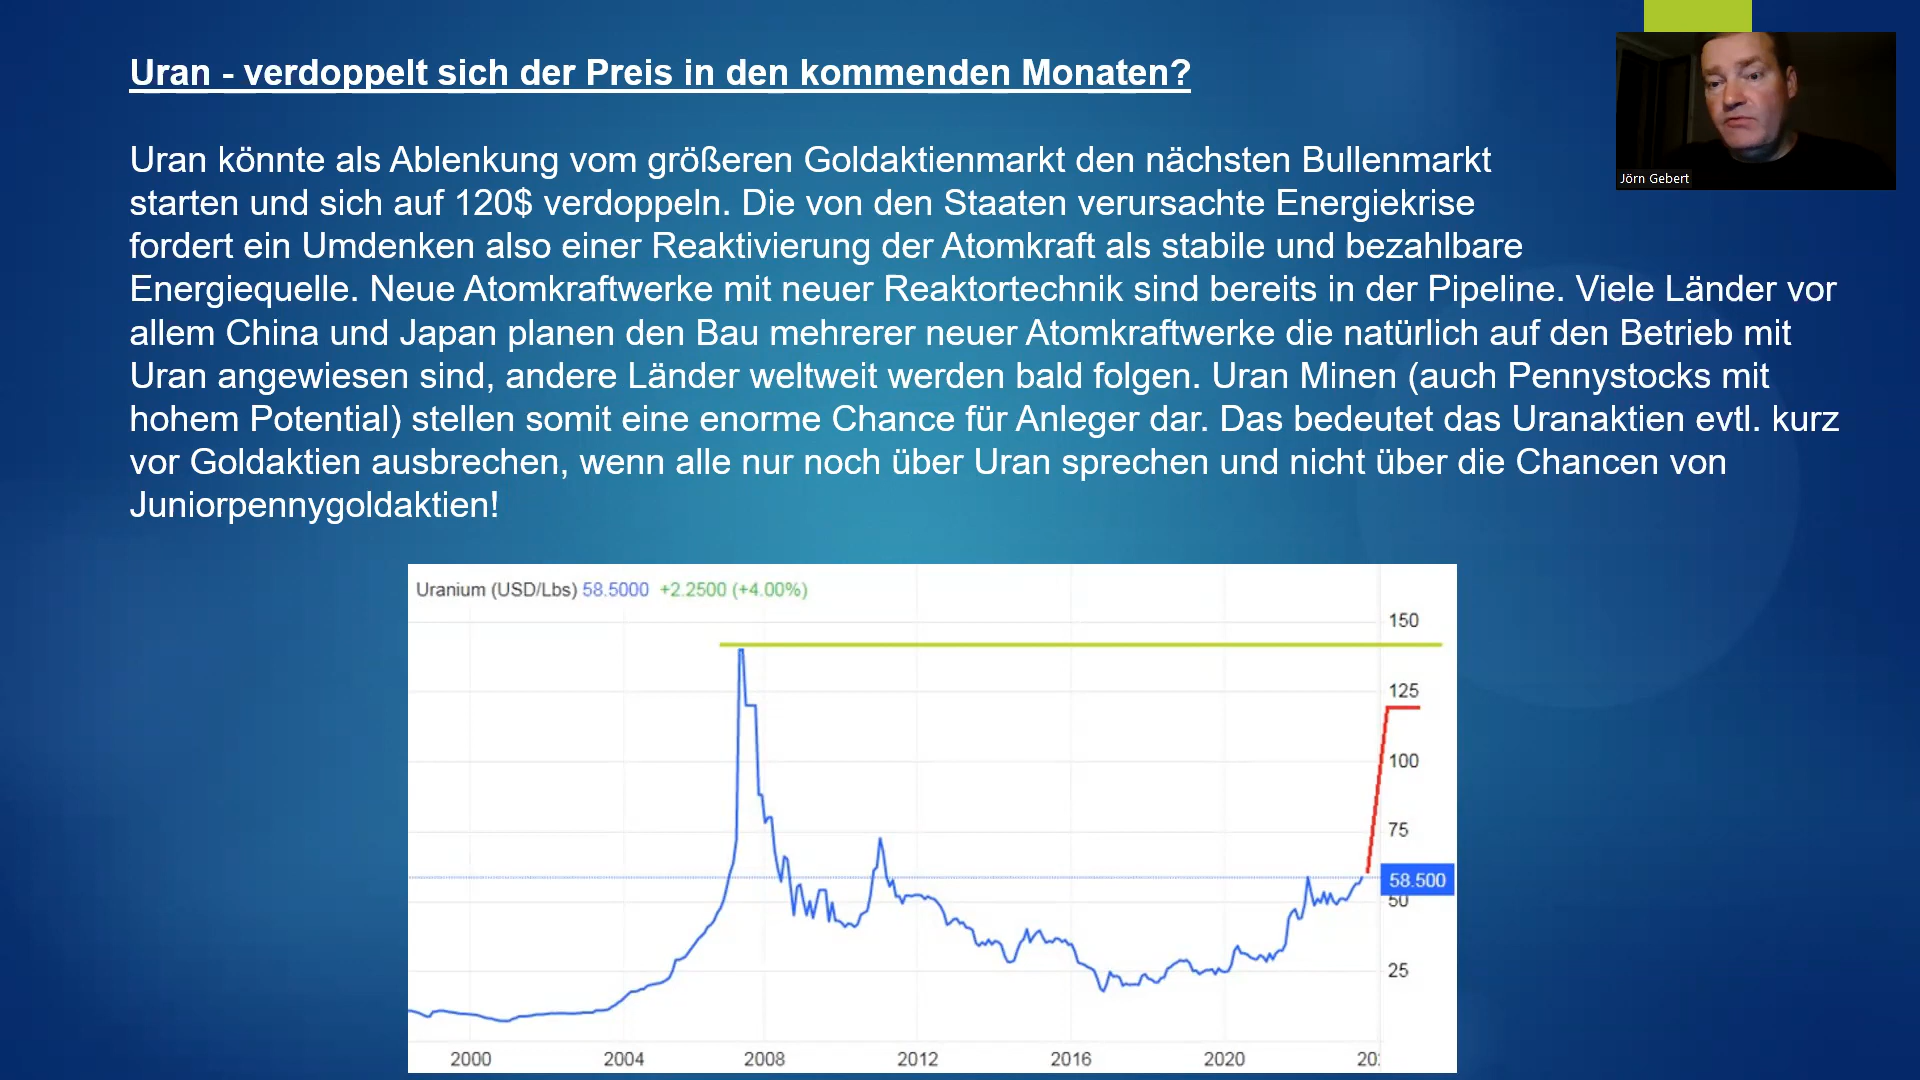 Uran - verdoppelt sich der Preis in den kommenden Monaten?
Jörn Gebert
Uran könnte als Ablenkung vom größeren Goldaktienmarkt den nächsten Bullenmarkt
starten und sich auf 120$ verdoppeln. Die von den Staaten verursachte Energiekrise
fordert ein Umdenken also einer Reaktivierung der Atomkraft als stabile und bezahlbare
Energiequelle. Neue Atomkraftwerke mit neuer Reaktortechnik sind bereits in der Pipeline. Viele Länder vor
allem China und Japan planen den Bau mehrerer neuer Atomkraftwerke die natürlich auf den Betrieb mit
Uran angewiesen sind, andere Länder weltweit werden bald folgen. Uran Minen (auch Pennystocks mit
hohem Potential) stellen somit eine enorme Chance für Anleger dar. Das bedeutet das Uranaktien evtl. kurz
vor Goldaktien ausbrechen, wenn alle nur noch über Uran sprechen und nicht über die Chancen von
Juniorpennygoldaktien!
Uranium (USD/Lbs) 58.5000 +2.2500 (+4.00%)
150
125
100
75
58.500
50
25
2000 2004 2008 2012 2016 2020 20